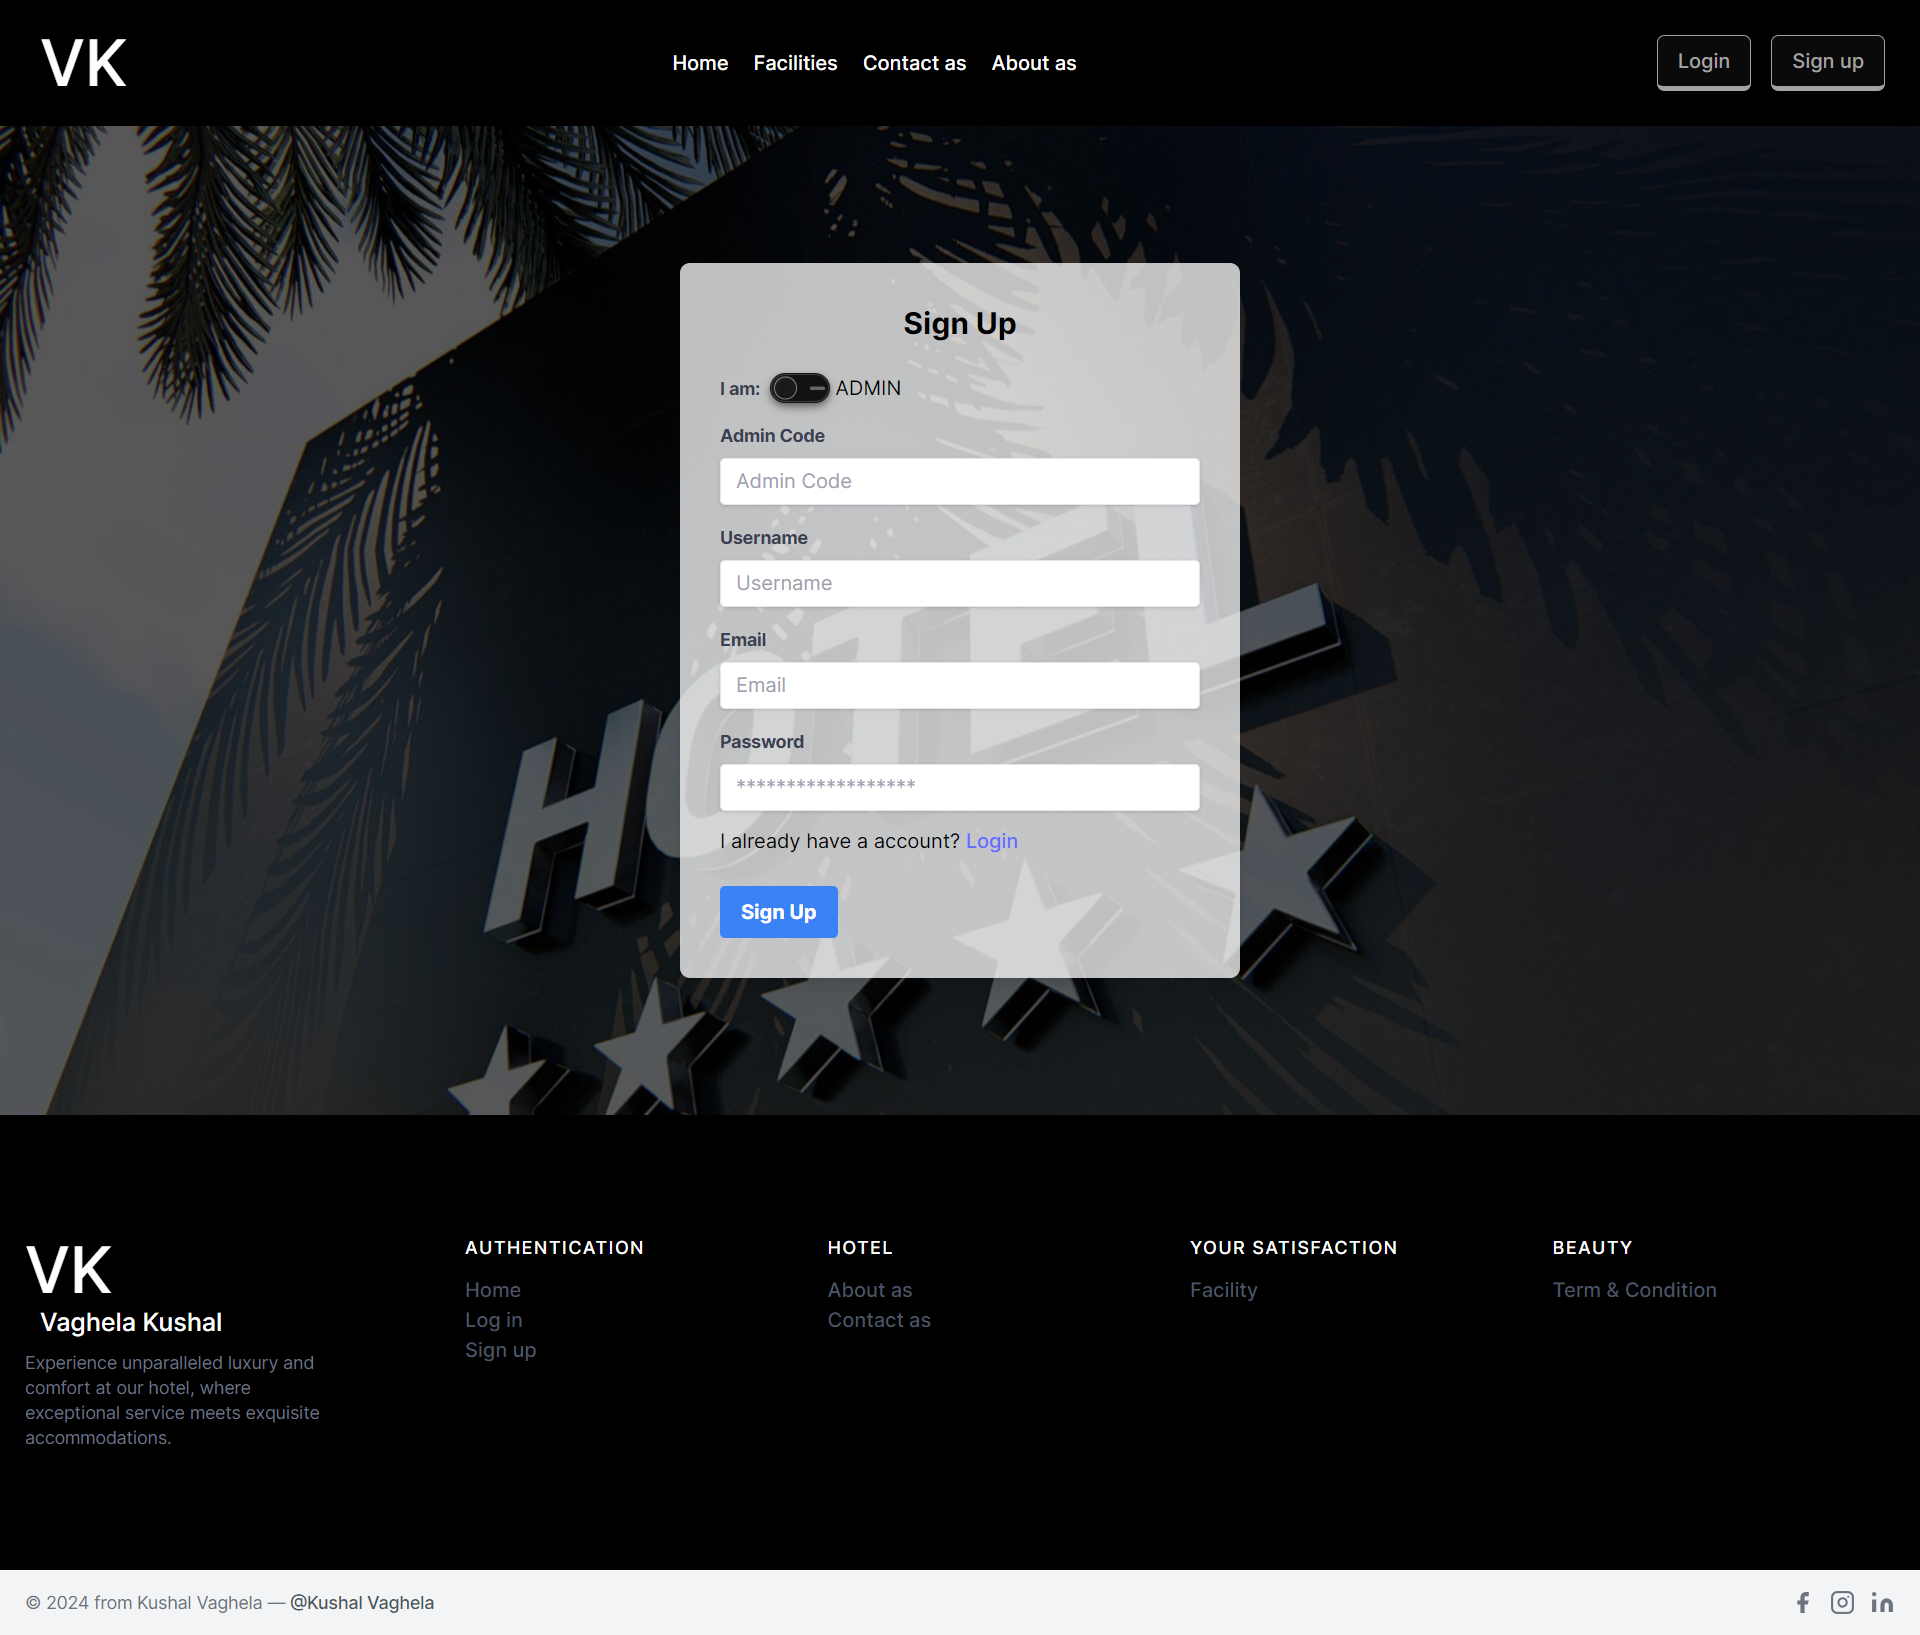 VK
Home Facilities Contact as About as
Login Sign up
Sign Up
I am: ADMIN
Admin Code
Admin Code
Username
Username
Email
Email
Password
******************
I already have a account? Login
Sign Up
HOTEL
VK
Vaghela Kushal
Experience unparalleled luxury and
comfort at our hotel, where
exceptional service meets exquisite
accommodations.
AUTHENTICATION
Home
Log in
Sign up
HOTEL
About as
Contact as
YOUR SATISFACTION
Facility
BEAUTY
Term & Condition
© 2024 from Kushal Vaghela — @Kushal Vaghela